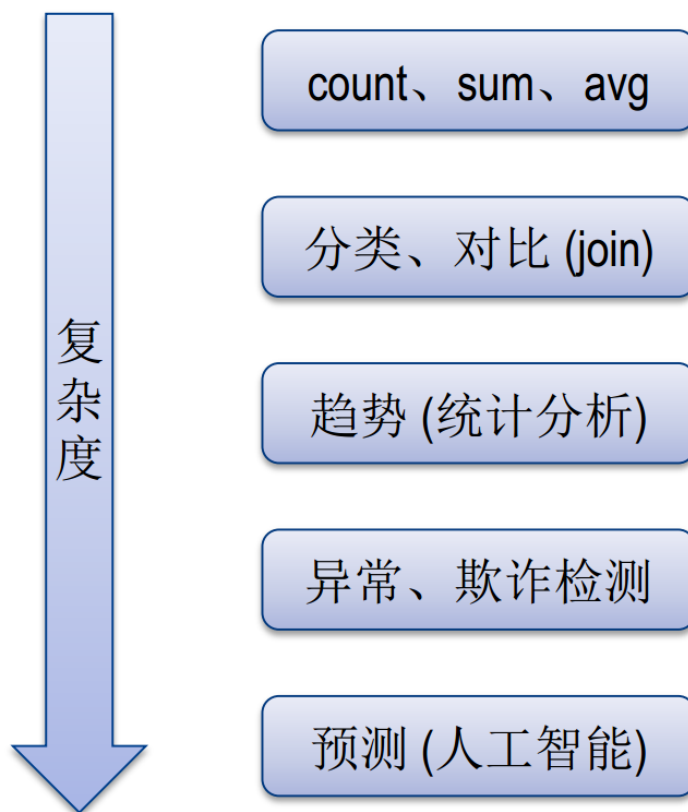 复杂度
count、sum、avg
分类、对比 (join)
趋势 (统计分析)
异常、欺诈检测
预测 (人工智能)